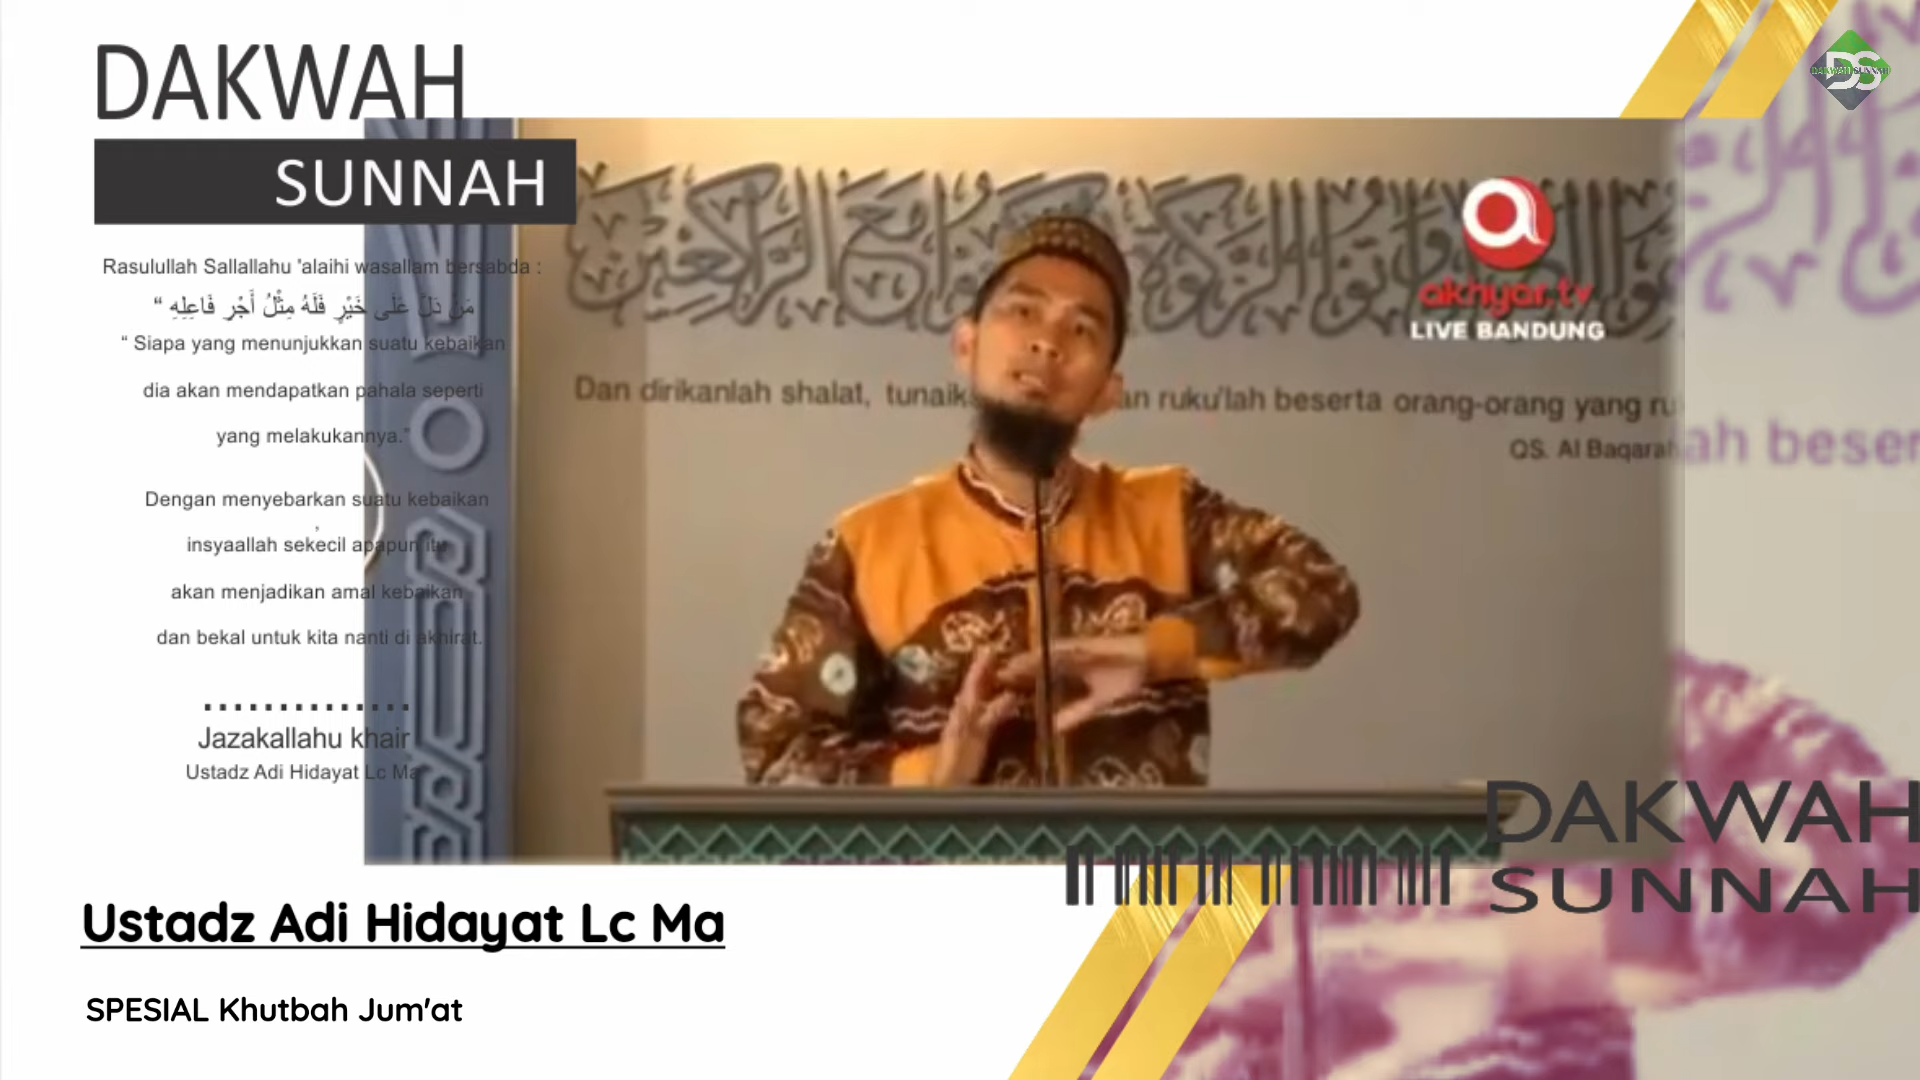 DAKWAH
SUNNAH
Rasulullah Sallallahu 'alaihi wasallam bersabda :
“ مَنْ دَلَّ عَلَى خَيْرٍ فَلَهُ مِثْلُ أَجْرِ فَاعِلِهِ
“ Siapa yang menunjukkan suatu kebaikan
dia akan mendapatkan pahala seperti
yang melakukannya.”
Dengan menyebarkan suatu kebaikan
insyaallah sekecil apapun itu
akan menjadikan amal kebaikan
dan bekal untuk kita nanti di akhirat.
Jazakallahu khair
Ustadz Adi Hidayat Lc Ma
akhyar.tv
LIVE BANDUNG
Dan dirikanlah shalat, tunaik an ruku'lah beserta orang-orang yang ru
QS. Al Baqarah
ah beser
DS
DAKWAH SUNNAH
DAKWAH
SUNNAH
Ustadz Adi Hidayat Lc Ma
SPESIAL Khutbah Jum'at